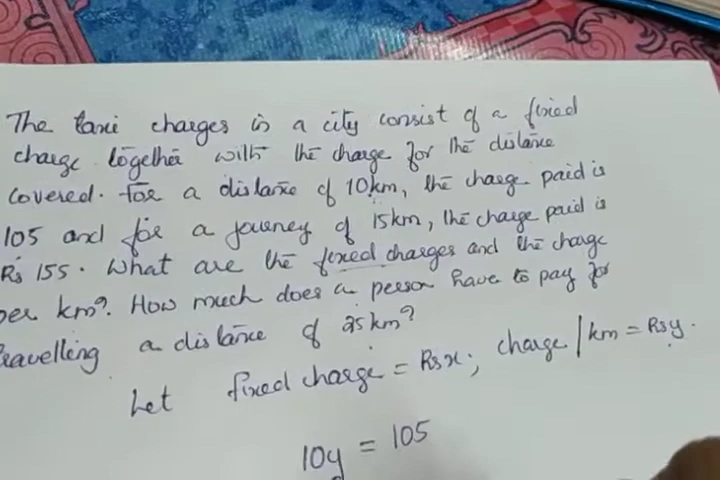 The taxi charges in a city consist of a fixed
charge together with the charge for the distance
covered. For a distance of 10km, the charge paid is
105 and for a journey of 15km, the charge paid is
Rs 155. What are the fixed charges and the charge
per km?. How much does a person have to pay for
travelling a distance of 25km?
Let fixed charge = Rs x; charge/km = Rs y.
10y = 105